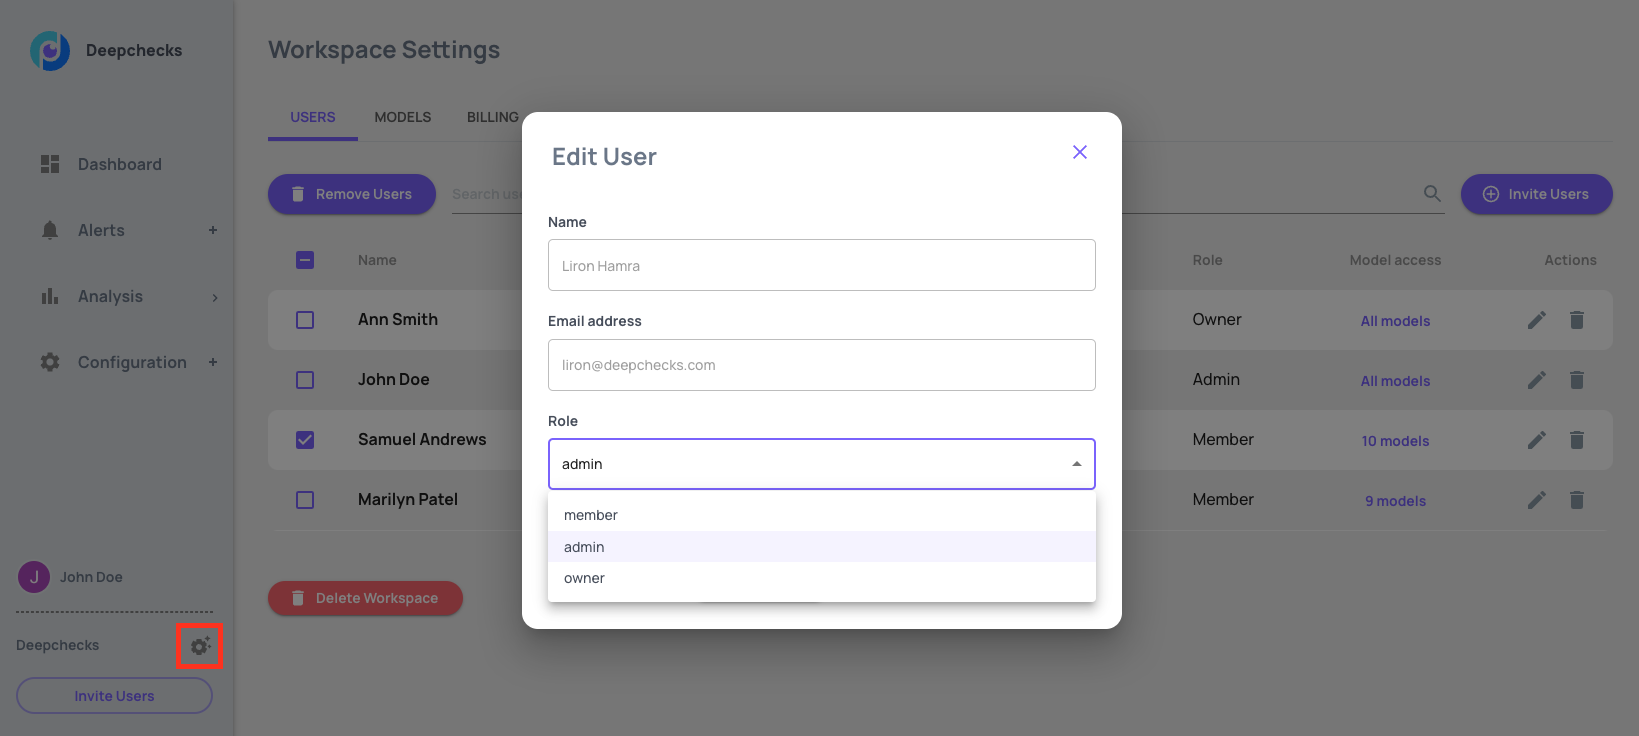 Deepchecks
Dashboard
Alerts +
Analysis
Configuration +
J John Doe
Deepchecks
Invite Users
Workspace Settings
USERS MODELS BILLING
Remove Users Search use Invite Users
Name Role Model access Actions
Ann Smith Owner All models
John Doe Admin All models
Samuel Andrews Member 10 models
Marilyn Patel Member 9 models
Delete Workspace
Edit User
Name
Liron Hamra
Email address
liron@deepchecks.com
Role
admin
member
admin
owner